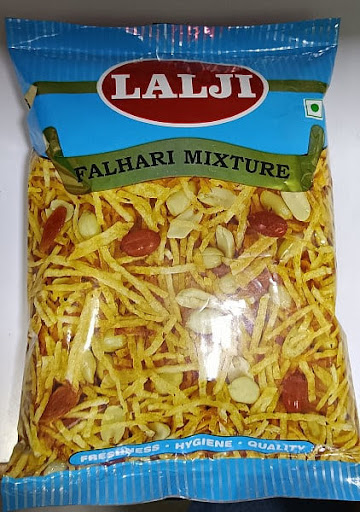 LALJI
FALHARI MIXTURE
FRESHNESS • HYGIENE • QUALITY